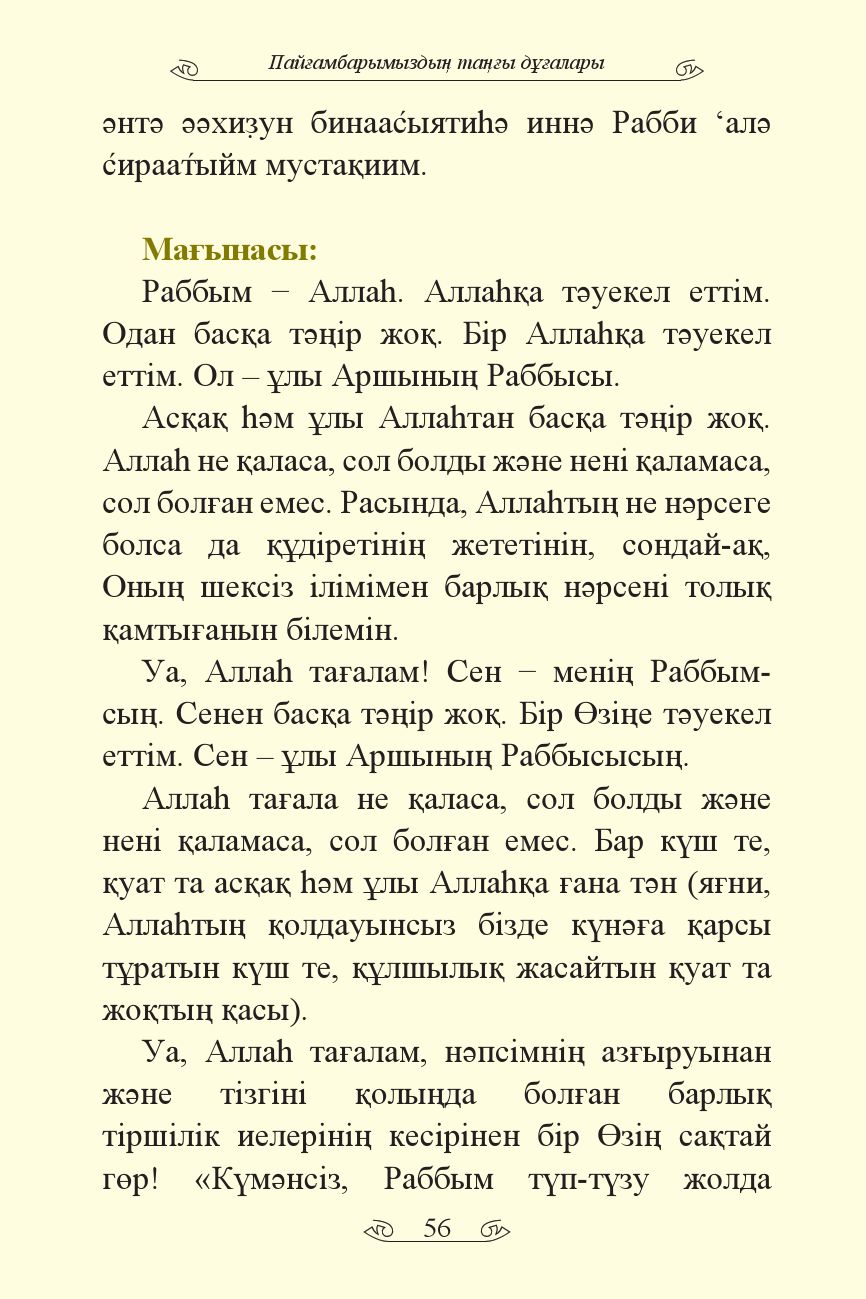 Пайғамбарымыздың таңғы дұғалары
әнтә әәхиẓун бинааśыятиһә иннә Рабби ‘алә
śираат́ыйм мустақиим.
Мағынасы:
Раббым − Аллаһ. Аллаһқа тәуекел еттім.
Одан басқа тәңір жоқ. Бір Аллаһқа тәуекел
еттім. Ол – ұлы Аршының Раббысы.
Асқақ һәм ұлы Аллаһтан басқа тәңір жоқ.
Аллаһ не қаласа, сол болды және нені қаламаса,
сол болған емес. Расында, Аллаһтың не нәрсеге
болса да құдіретінің жететінін, сондай-ақ,
Оның шексіз ілімімен барлық нәрсені толық
қамтығанын білемін.
Уа, Аллаһ тағалам! Сен − менің Раббым-
сың. Сенен басқа тәңір жоқ. Бір Өзіңе тәуекел
еттім. Сен – ұлы Аршының Раббысысың.
Аллаһ тағала не қаласа, сол болды және
нені қаламаса, сол болған емес. Бар күш те,
қуат та асқақ һәм ұлы Аллаһқа ғана тән (яғни,
Аллаһтың қолдауынсыз бізде күнәға қарсы
тұратын күш те, құлшылық жасайтын қуат та
жоқтың қасы).
Уа, Аллаһ тағалам, нәпсімнің азғыруынан
және тізгіні қолыңда болған барлық
тіршілік иелерінің кесірінен бір Өзің сақтай
гөр! «Күмәнсіз, Раббым түп-түзу жолда
56